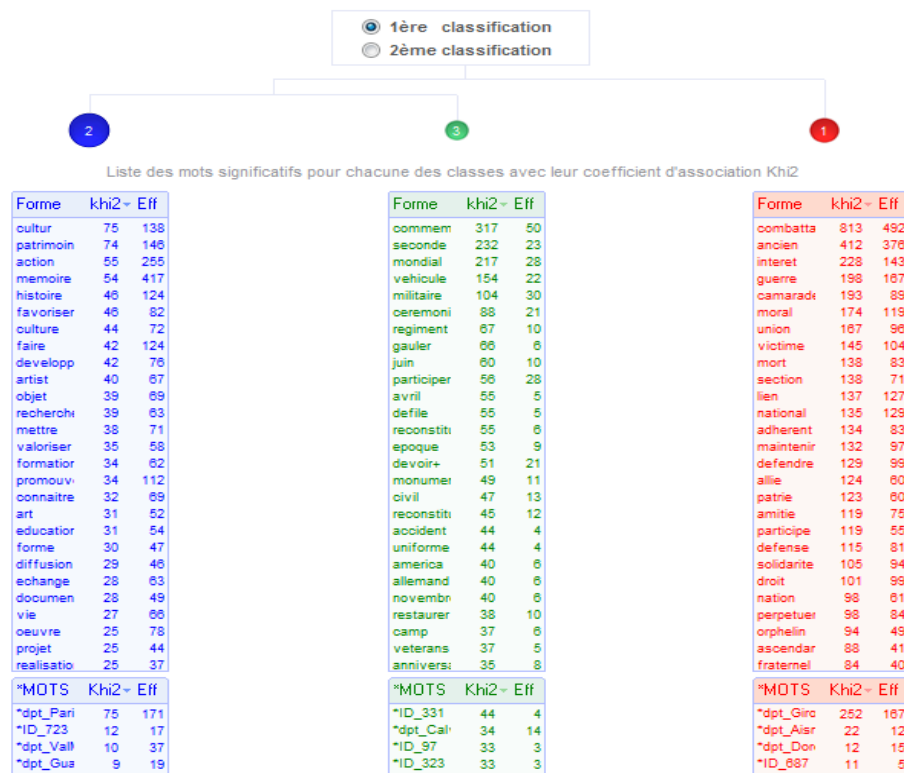 1ère classification
2ème classification
2
3
1
Liste des mots significatifs pour chacune des classes avec leur coefficient d'association Khi2
Forme khi2 Eff
cultur 75 138
patrimoin 74 146
action 55 255
memoire 54 417
histoire 46 124
favoriser 46 82
culture 44 72
faire 42 124
developp 42 76
artist 40 67
objet 39 69
recherche 39 63
mettre 38 71
valoriser 35 58
formation 34 62
promouv 34 112
connaitre 32 69
art 31 52
education 31 54
forme 30 47
diffusion 29 46
echange 28 63
documen 28 49
vie 27 66
oeuvre 25 78
projet 25 44
realisatio 25 37
*MOTS Khi2 Eff
*dpt_Pari 75 171
*ID_723 12 17
*dpt_ValM 10 37
*dpt_Gua 9 19
Forme khi2 Eff
commem 317 50
seconde 232 23
mondial 217 28
vehicule 154 22
militaire 104 30
ceremoni 88 21
regiment 67 10
gauler 66 6
juin 60 10
participer 56 28
avril 55 5
defile 55 5
reconstitu 55 6
epoque 53 9
devoir+ 51 21
monumer 49 11
civil 47 13
reconstitu 45 12
accident 44 4
uniforme 44 4
america 40 6
allemand 40 6
novembr 40 6
restaurer 38 10
camp 37 6
veterans 37 5
anniversa 35 8
*MOTS Khi2 Eff
*ID_331 44 4
*dpt_Cal 34 14
*ID_97 33 3
*ID_323 33 3
Forme khi2 Eff
combatta 813 492
ancien 412 376
interet 228 143
guerre 198 167
camarade 193 89
moral 174 119
union 167 96
victime 145 104
mort 138 83
section 138 71
lien 137 127
national 135 129
adherent 134 83
maintenir 132 97
defendre 129 99
allie 124 60
patrie 123 60
amitie 119 75
participe 119 55
defense 115 81
solidarite 105 94
droit 101 99
nation 98 61
perpetuer 98 84
orphelin 94 49
ascendar 88 41
fraternel 84 40
*MOTS Khi2 Eff
*dpt_Giro 252 167
*dpt_Aisr 22 12
*dpt_Dor 12 15
*ID_687 11 5